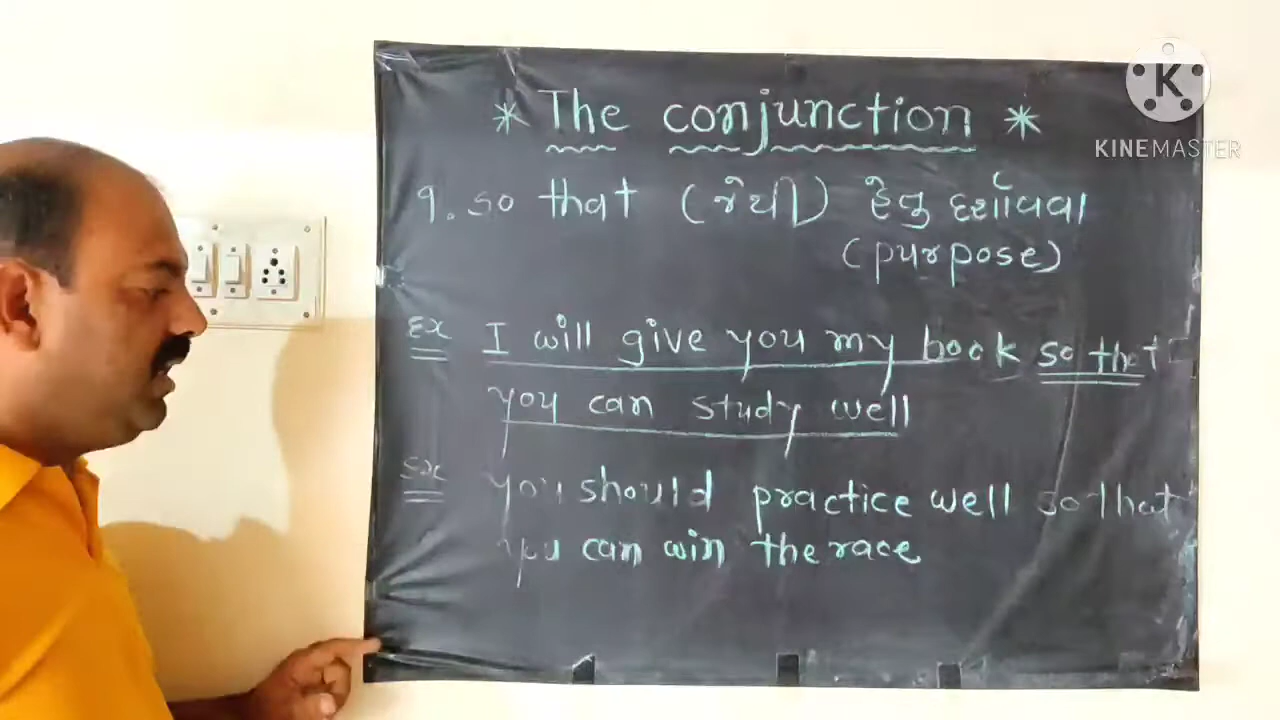 * The conjunction *
K
KINEMASTER
૧. so that (જેથી) હેતુ દર્શાવવા
(purpose)
Ex I will give you my book so that
you can study well
Ex You should practice well so that
you can win the race